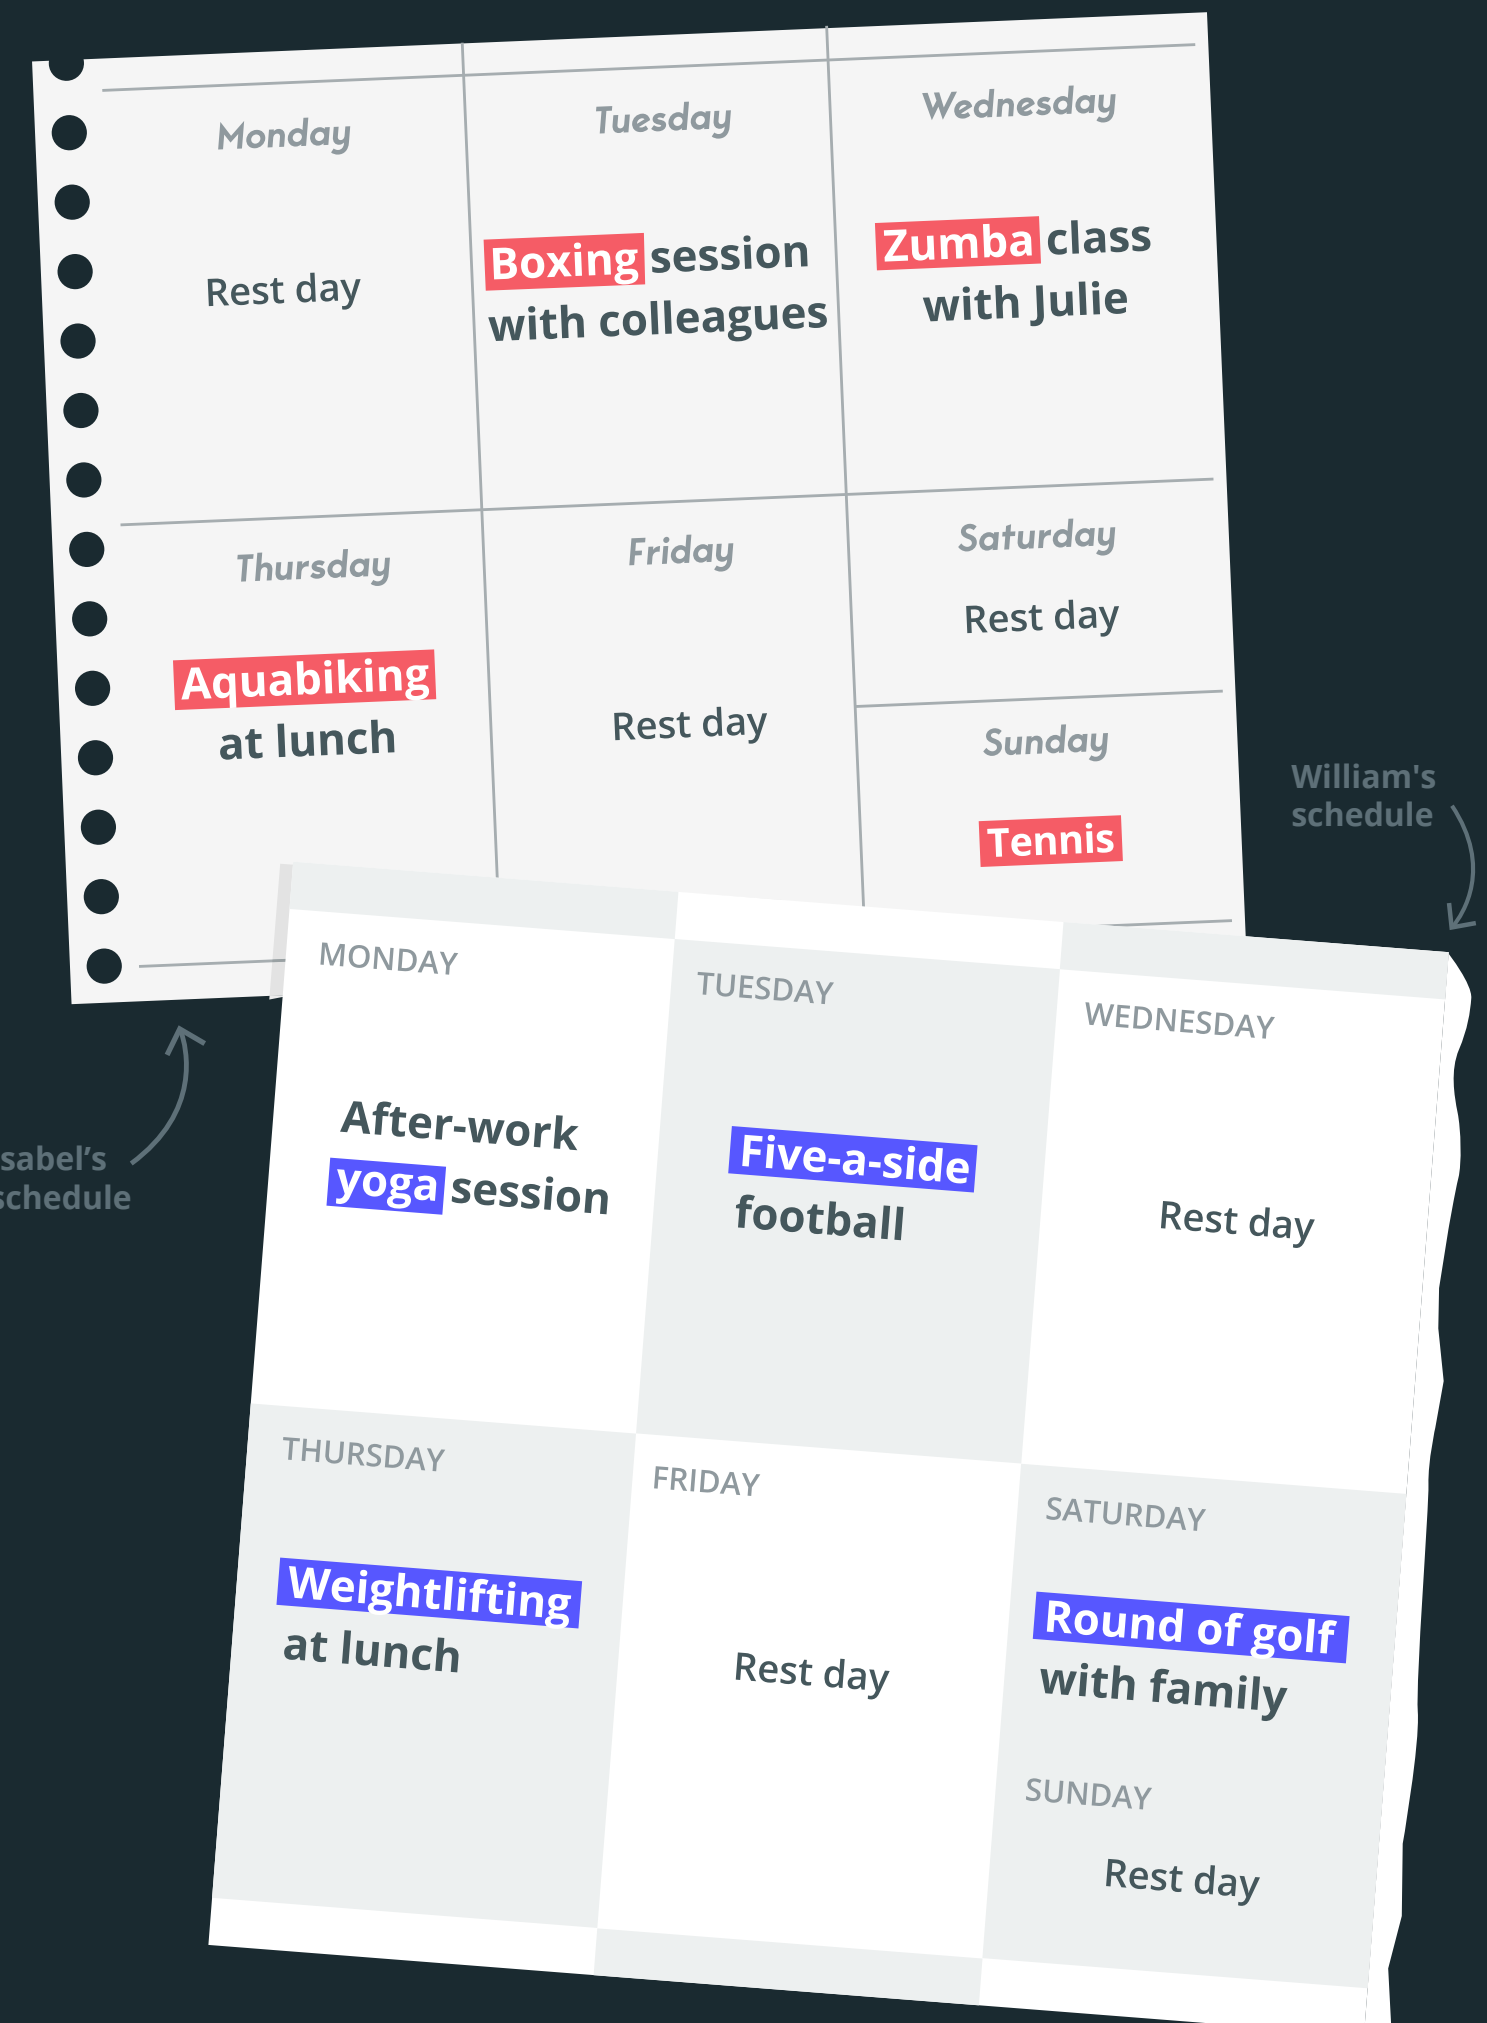 Monday
Rest day
Tuesday
Boxing session
with colleagues
Wednesday
Zumba class
with Julie
Thursday
Aquabiking
at lunch
Friday
Rest day
Saturday
Rest day
Sunday
Tennis
William's
schedule
sabel’s
schedule
MONDAY
After-work
yoga session
TUESDAY
Five-a-side
football
WEDNESDAY
Rest day
THURSDAY
Weightlifting
at lunch
FRIDAY
Rest day
SATURDAY
Round of golf
with family
SUNDAY
Rest day